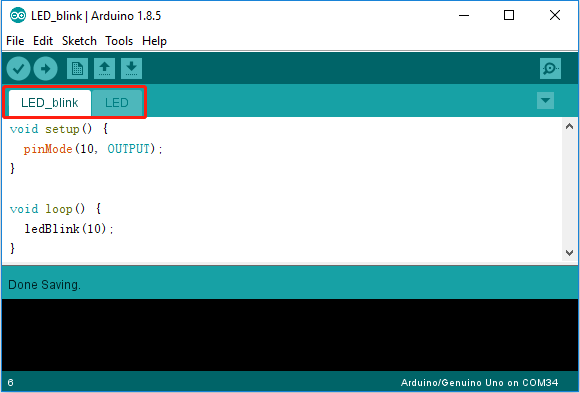 LED_blink | Arduino 1.8.5
File Edit Sketch Tools Help
LED_blink LED
void setup() {
  pinMode(10, OUTPUT);
}
void loop() {
  ledBlink(10);
}
Done Saving.
6 Arduino/Genuino Uno on COM34